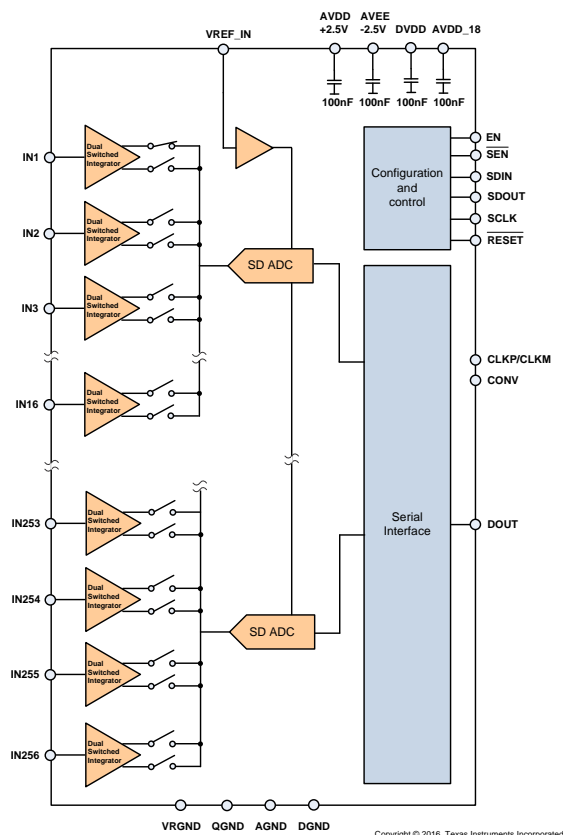 AVDD
+2.5V
AVEE
-2.5V
DVDD
AVDD_18
VREF_IN
100nF
100nF
100nF
100nF
IN1
Dual
Switched
Integrator
IN2
Dual
Switched
Integrator
IN3
Dual
Switched
Integrator
IN16
Dual
Switched
Integrator
SD ADC
Configuration
and
control
EN
SEN
SDIN
SDOUT
SCLK
RESET
CLKP/CLKM
CONV
Serial
Interface
DOUT
IN253
Dual
Switched
Integrator
IN254
Dual
Switched
Integrator
IN255
Dual
Switched
Integrator
IN256
Dual
Switched
Integrator
SD ADC
VRGND
QGND
AGND
DGND
Copyright © 2016, Texas Instruments Incorporated